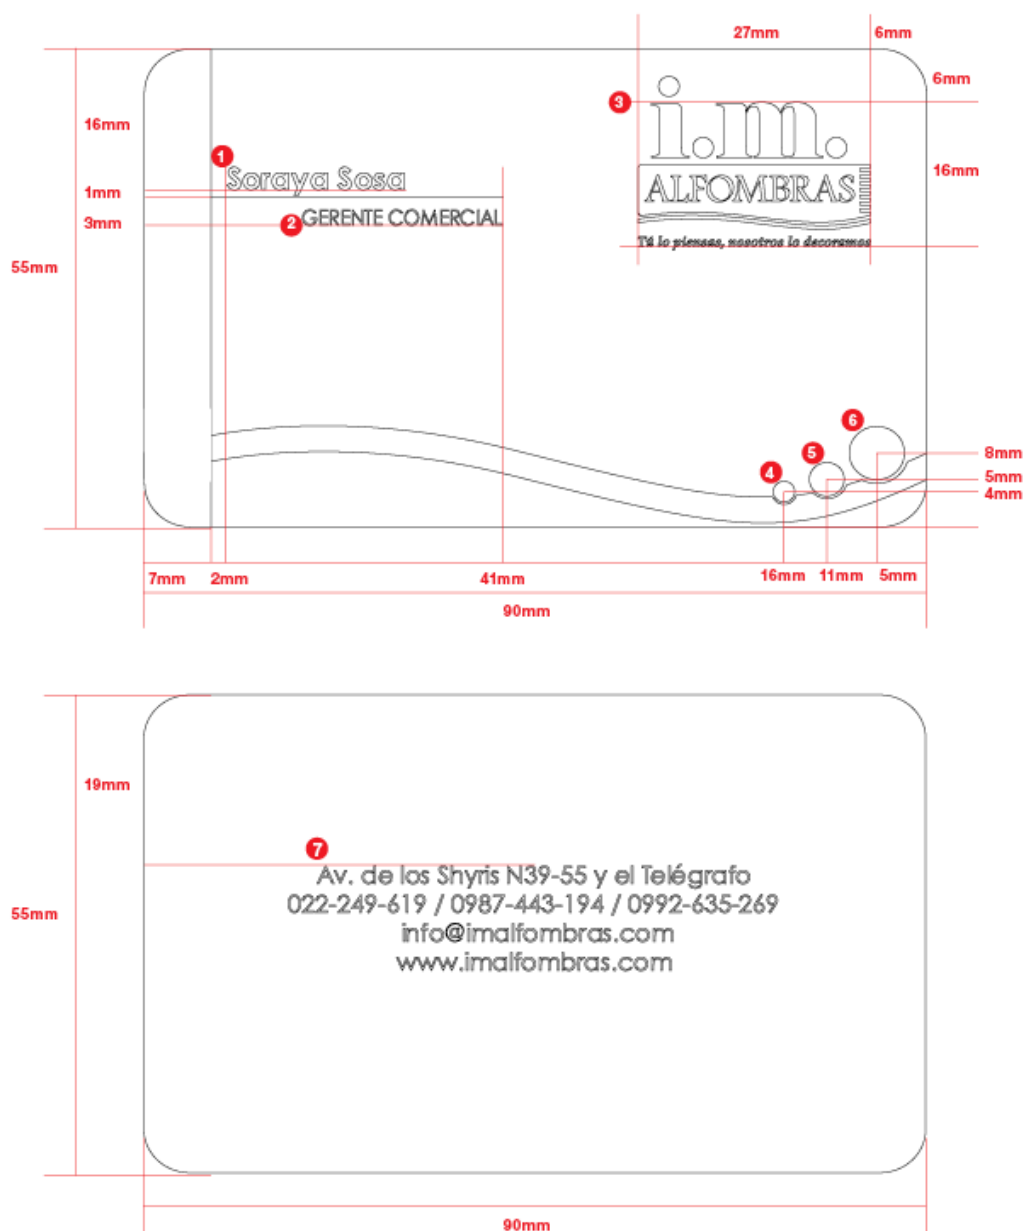 27mm
6mm
6mm
3
i.m.
16mm
1
Soraya Sosa
ALFOMBRAS
16mm
1mm
3mm
2
GERENTE COMERCIAL
Tú lo piensas, nosotros lo decoramos
55mm
6
5
4
8mm
5mm
4mm
7mm
2mm
41mm
16mm
11mm
5mm
90mm
19mm
7
Av. de los Shyris N39-55 y el Telégrafo
022-249-619 / 0987-443-194 / 0992-635-269
info@imalfombras.com
www.imalfombras.com
55mm
90mm